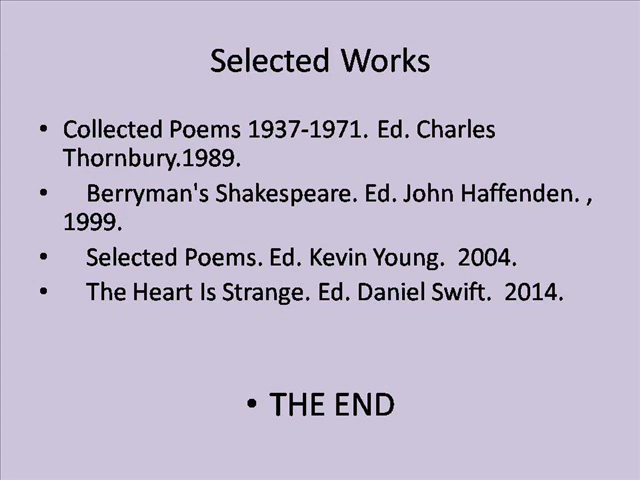 Selected Works
• Collected Poems 1937-1971. Ed. Charles
Thornbury.1989.
• Berryman's Shakespeare. Ed. John Haffenden. ,
1999.
• Selected Poems. Ed. Kevin Young.  2004.
• The Heart Is Strange. Ed. Daniel Swift.  2014.
• THE END